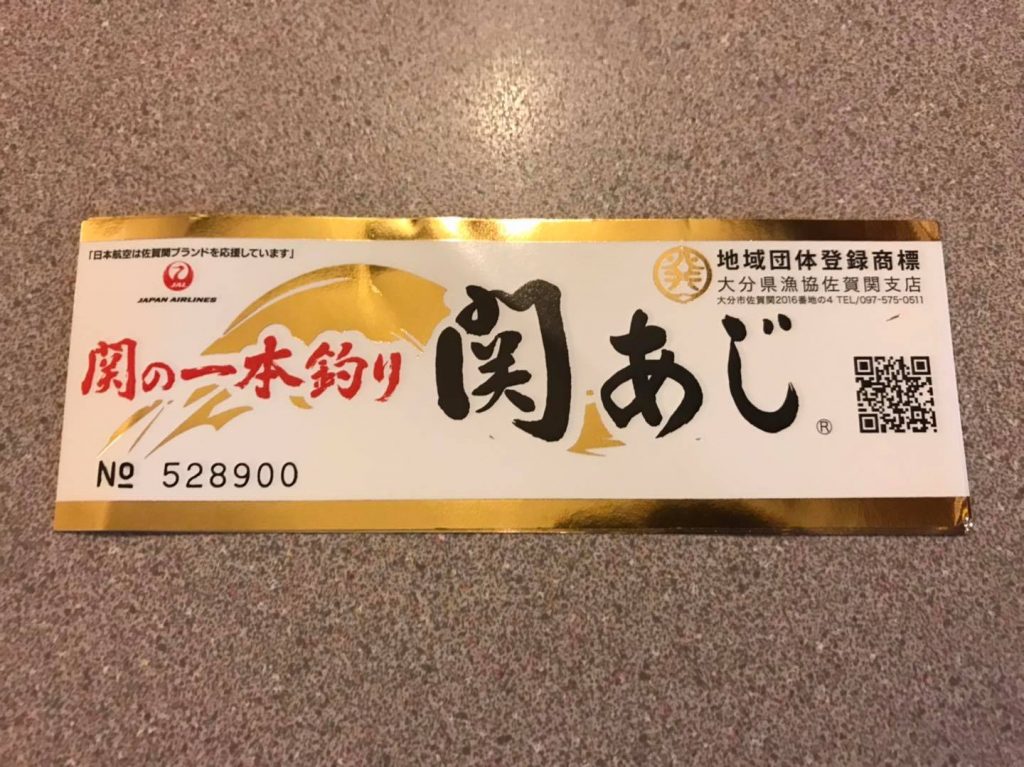 「日本航空は佐賀関ブランドを応援しています」
JAL
JAPAN AIRLINES
関の一本釣り
No 528900
関あじ
®
地域団体登録商標
大分県漁協佐賀関支店
大分市佐賀関2016番地の4 TEL/097-575-0511